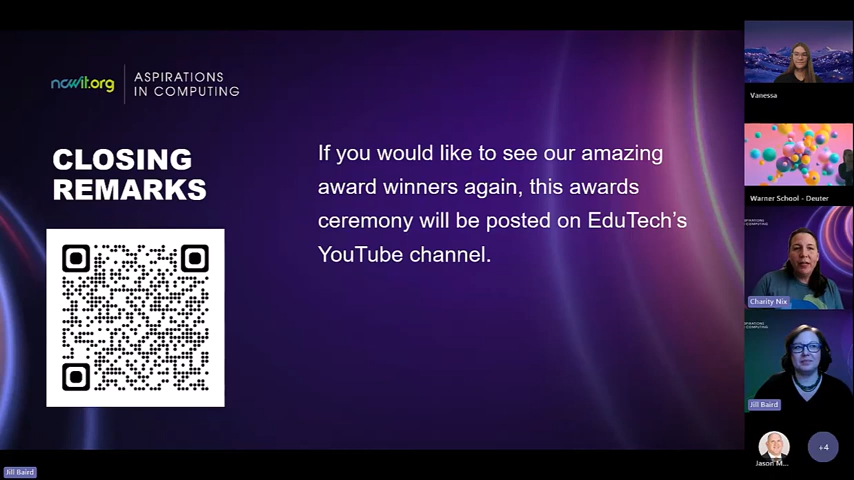 ncwit.org
ASPIRATIONS
IN COMPUTING
CLOSING
REMARKS
If you would like to see our amazing
award winners again, this awards
ceremony will be posted on EduTech's
YouTube channel.
Jill Baird
Vanessa
Warner School - Deuter
Charity Nix
Jill Baird
Jason M...
+4